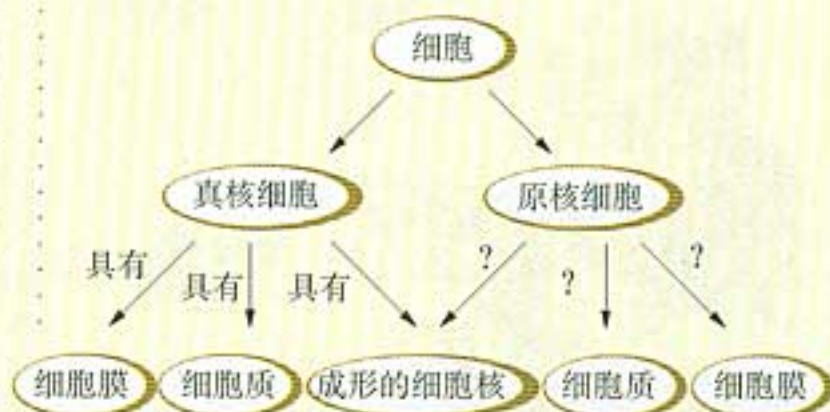 细胞
真核细胞 原核细胞
具有 具有 具有 ? ? ?
细胞膜 细胞质 成形的细胞核 细胞质 细胞膜